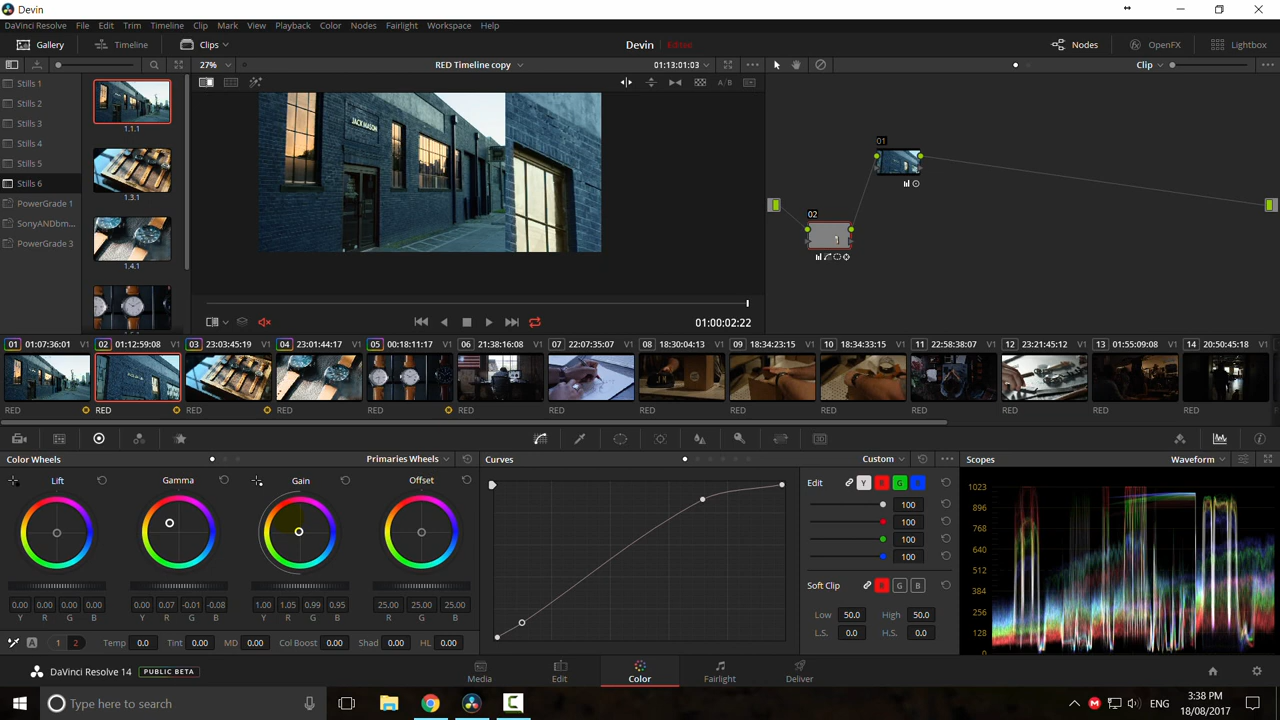 Devin
DaVinci Resolve File Edit Trim Timeline Clip Mark View Playback Color Nodes Fairlight Workspace Help
Gallery Timeline Clips Devin Edited Nodes OpenFX Lightbox
27% RED Timeline copy 01:13:01:03 Clip
Stills 1
Stills 2
Stills 3
Stills 4
Stills 5
Stills 6
PowerGrade 1
SonyANDbm...
PowerGrade 3
1.1.1
1.3.1
1.4.1
A/B
JACK MASON
01
02
01:00:02:22
01 01:07:36:01 V1 02 01:12:59:08 V1 03 23:03:45:19 V1 04 23:01:44:17 V1 05 00:18:11:17 V1 06 21:38:16:08 V1 07 22:07:35:07 V1 08 18:30:04:13 V1 09 18:34:23:15 V1 10 18:34:33:15 V1 11 22:58:38:07 V1 12 23:21:45:12 V1 13 01:55:09:08 V1 14 20:50:45:18 V1
RED RED RED RED RED RED RED RED RED RED RED RED RED RED
3D
Color Wheels Primaries Wheels Curves Custom Scopes Waveform
Lift Gamma Gain Offset
0.00 0.00 0.00 0.00 0.00 0.07 -0.01 -0.08 1.00 1.05 0.99 0.95 25.00 25.00 25.00
Y R G B Y R G B Y R G B R G B
A 1 2 Temp 0.0 Tint 0.00 MD 0.00 Col Boost 0.00 Shad 0.00 HL 0.00
Edit Y R G B
100
100
100
100
Soft Clip R G B
Low 50.0 High 50.0
L.S. 0.0 H.S. 0.0
1023
896
768
640
512
384
256
128
0
DaVinci Resolve 14 PUBLIC BETA Media Edit Color Fairlight Deliver
Type here to search
ENG
3:38 PM
18/08/2017